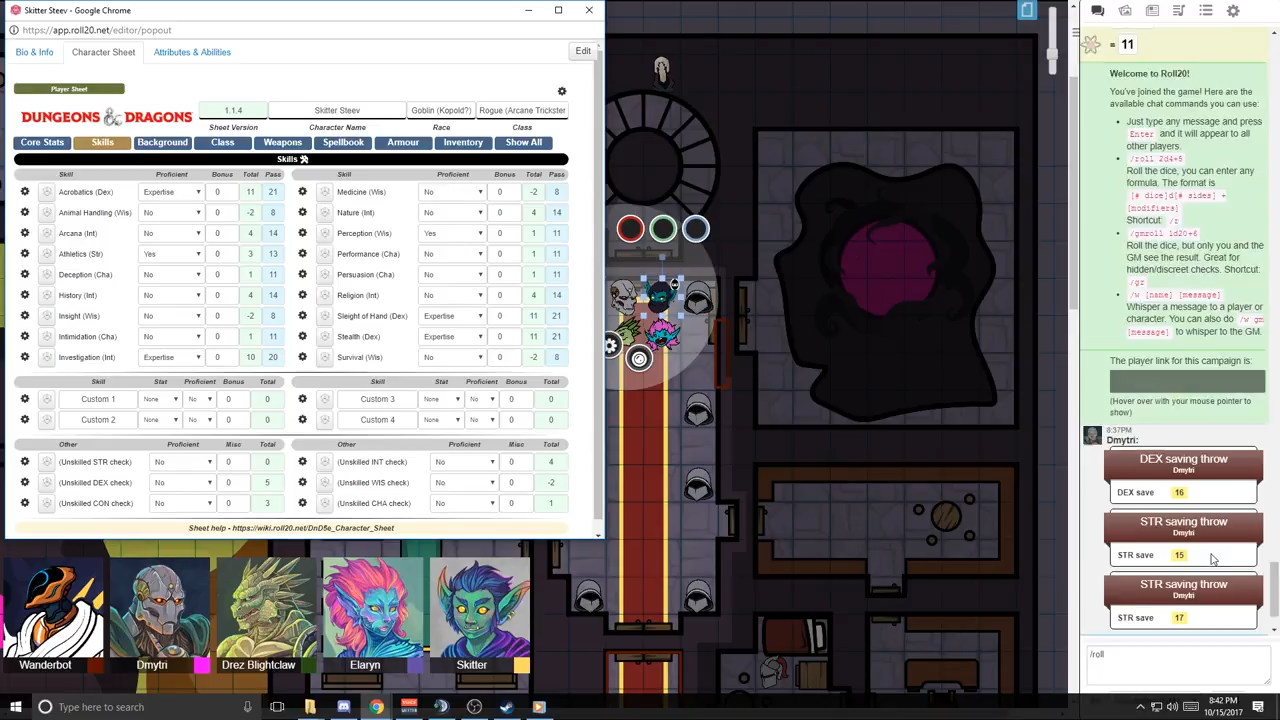 Skitter Steev - Google Chrome
https://app.roll20.net/editor/popout
Bio & Info Character Sheet Attributes & Abilities Edit
Player Sheet
DUNGEONS & DRAGONS
1.1.4 Skitter Steev Goblin (Kopold?) Rogue (Arcane Trickster
Sheet Version Character Name Race Class
Core Stats Skills Background Class Weapons Spellbook Armour Inventory Show All
Skills
Skill Proficient Bonus Total Pass Skill Proficient Bonus Total Pass
Acrobatics (Dex) Expertise 0 11 21 Medicine (Wis) No 0 -2 8
Animal Handling (Wis) No 0 -2 8 Nature (Int) No 0 4 14
Arcana (Int) No 0 4 14 Perception (Wis) Yes 0 1 11
Athletics (Str) Yes 0 3 13 Performance (Cha) No 0 1 11
Deception (Cha) No 0 1 11 Persuasion (Cha) No 0 1 11
History (Int) No 0 4 14 Religion (Int) No 0 4 14
Insight (Wis) No 0 -2 8 Sleight of Hand (Dex) Expertise 0 11 21
Intimidation (Cha) No 0 1 11 Stealth (Dex) Expertise 0 11 21
Investigation (Int) Expertise 0 10 20 Survival (Wis) No 0 -2 8
Skill Stat Proficient Bonus Total Skill Stat Proficient Bonus Total
Custom 1 None No 0 0 Custom 3 None No 0 0
Custom 2 None No 0 0 Custom 4 None No 0 0
Other Proficient Misc Total Other Proficient Misc Total
(Unskilled STR check) No 0 0 (Unskilled INT check) No 0 4
(Unskilled DEX check) No 0 5 (Unskilled WIS check) No 0 -2
(Unskilled CON check) No 0 3 (Unskilled CHA check) No 0 1
Sheet help - https://wiki.roll20.net/DnD5e_Character_Sheet
Wanderbot Dmytri Drez Blightclaw Elaryn Skitter
= 11
Welcome to Roll20!
You've joined the game! Here are the
available chat commands you can use:
Just type any message and press
Enter and it will appear to all
other players.
/roll 2d4+5
Roll the dice, you can enter any
formula. The format is
[# dice]d[# sides] +
[modifiers]
Shortcut: /r
/gmroll 1d20+6
Roll the dice, but only you and the
GM see the result. Great for
hidden/discreet checks. Shortcut:
/gr
/w [name] [message]
Whisper a message to a player or
character. You can also do /w gm
[message] to whisper to the GM.
The player link for this campaign is:
(Hover over with your mouse pointer to
show)
8:37PM
Dmytri:
DEX saving throw
Dmytri
DEX save 16
STR saving throw
Dmytri
STR save 15
STR saving throw
Dmytri
STR save 17
/roll
Type here to search
8:42 PM
10/15/2017